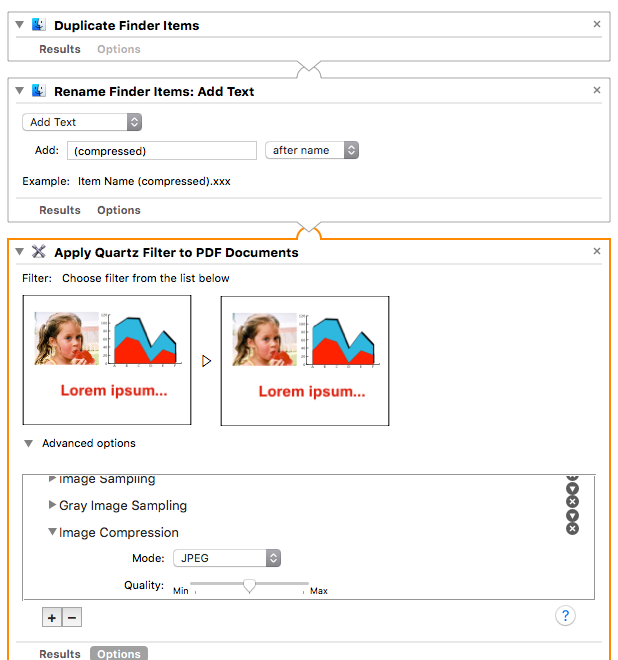 Duplicate Finder Items
Results Options
Rename Finder Items: Add Text
Add Text
Add: (compressed) after name
Example: Item Name (compressed).xxx
Results Options
Apply Quartz Filter to PDF Documents
Filter: Choose filter from the list below
Lorem ipsum... Lorem ipsum...
Advanced options
Image Sampling
Gray Image Sampling
Image Compression
Mode: JPEG
Quality: Min Max
+ − ?
Results Options